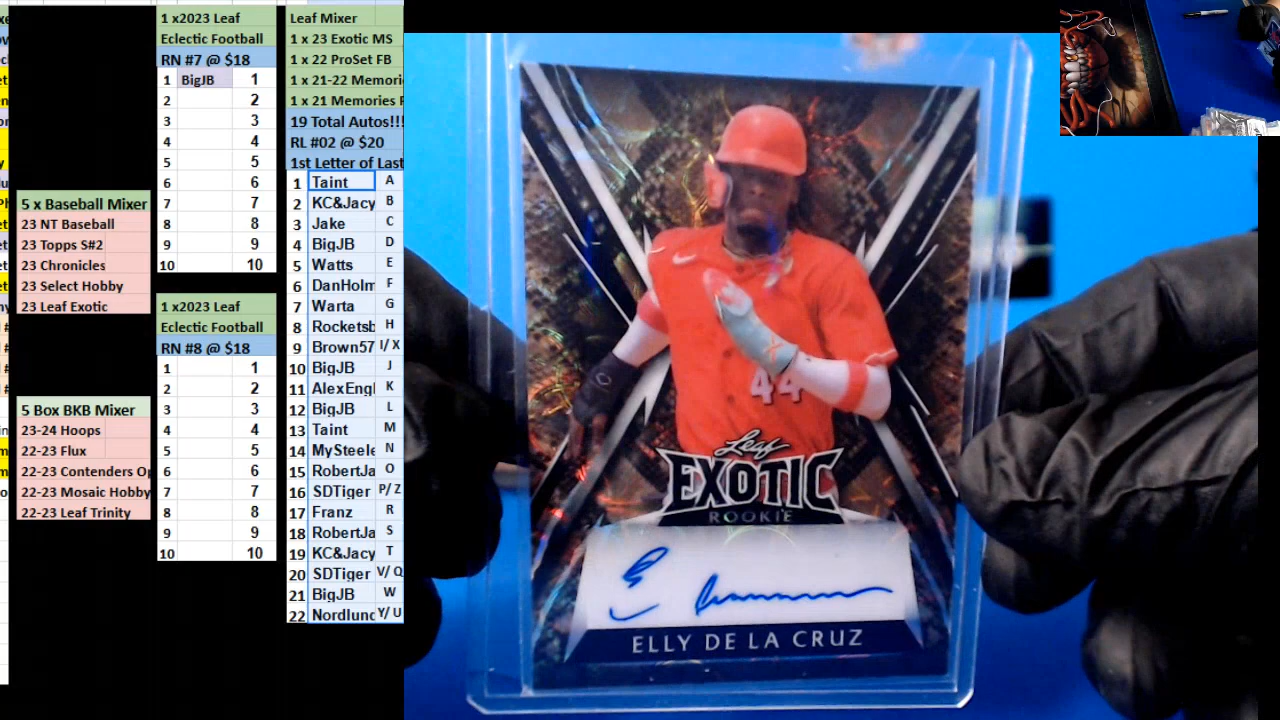 1 x2023 Leaf
Eclectic Football
RN #7 @ $18
1 BigJB 1
2 2
3 3
4 4
5 5
6 6
7 7
8 8
9 9
10 10
5 x Baseball Mixer
23 NT Baseball
23 Topps S#2
23 Chronicles
23 Select Hobby
23 Leaf Exotic
1 x2023 Leaf
Eclectic Football
RN #8 @ $18
1 1
2 2
3 3
4 4
5 5
6 6
7 7
8 8
9 9
10 10
5 Box BKB Mixer
23-24 Hoops
22-23 Flux
22-23 Contenders Op
22-23 Mosaic Hobby
22-23 Leaf Trinity
Leaf Mixer
1 x 23 Exotic MS
1 x 22 ProSet FB
1 x 21-22 Memori
1 x 21 Memories
19 Total Autos!!!
RL #02 @ $20
1st Letter of Last
1 Taint A
2 KC&Jacy B
3 Jake C
4 BigJB D
5 Watts E
6 DanHolm F
7 Warta G
8 Rocketsb H
9 Brown57 I/ X
10 BigJB J
11 AlexEngl K
12 BigJB L
13 Taint M
14 MySteele N
15 RobertJa O
16 SDTiger P/ Z
17 Franz R
18 RobertJa S
19 KC&Jacy T
20 SDTiger V/ Q
21 BigJB W
22 Nordlund Y/ U
44
Leaf
EXOTIC
ROOKIE
ELLY DE LA CRUZ